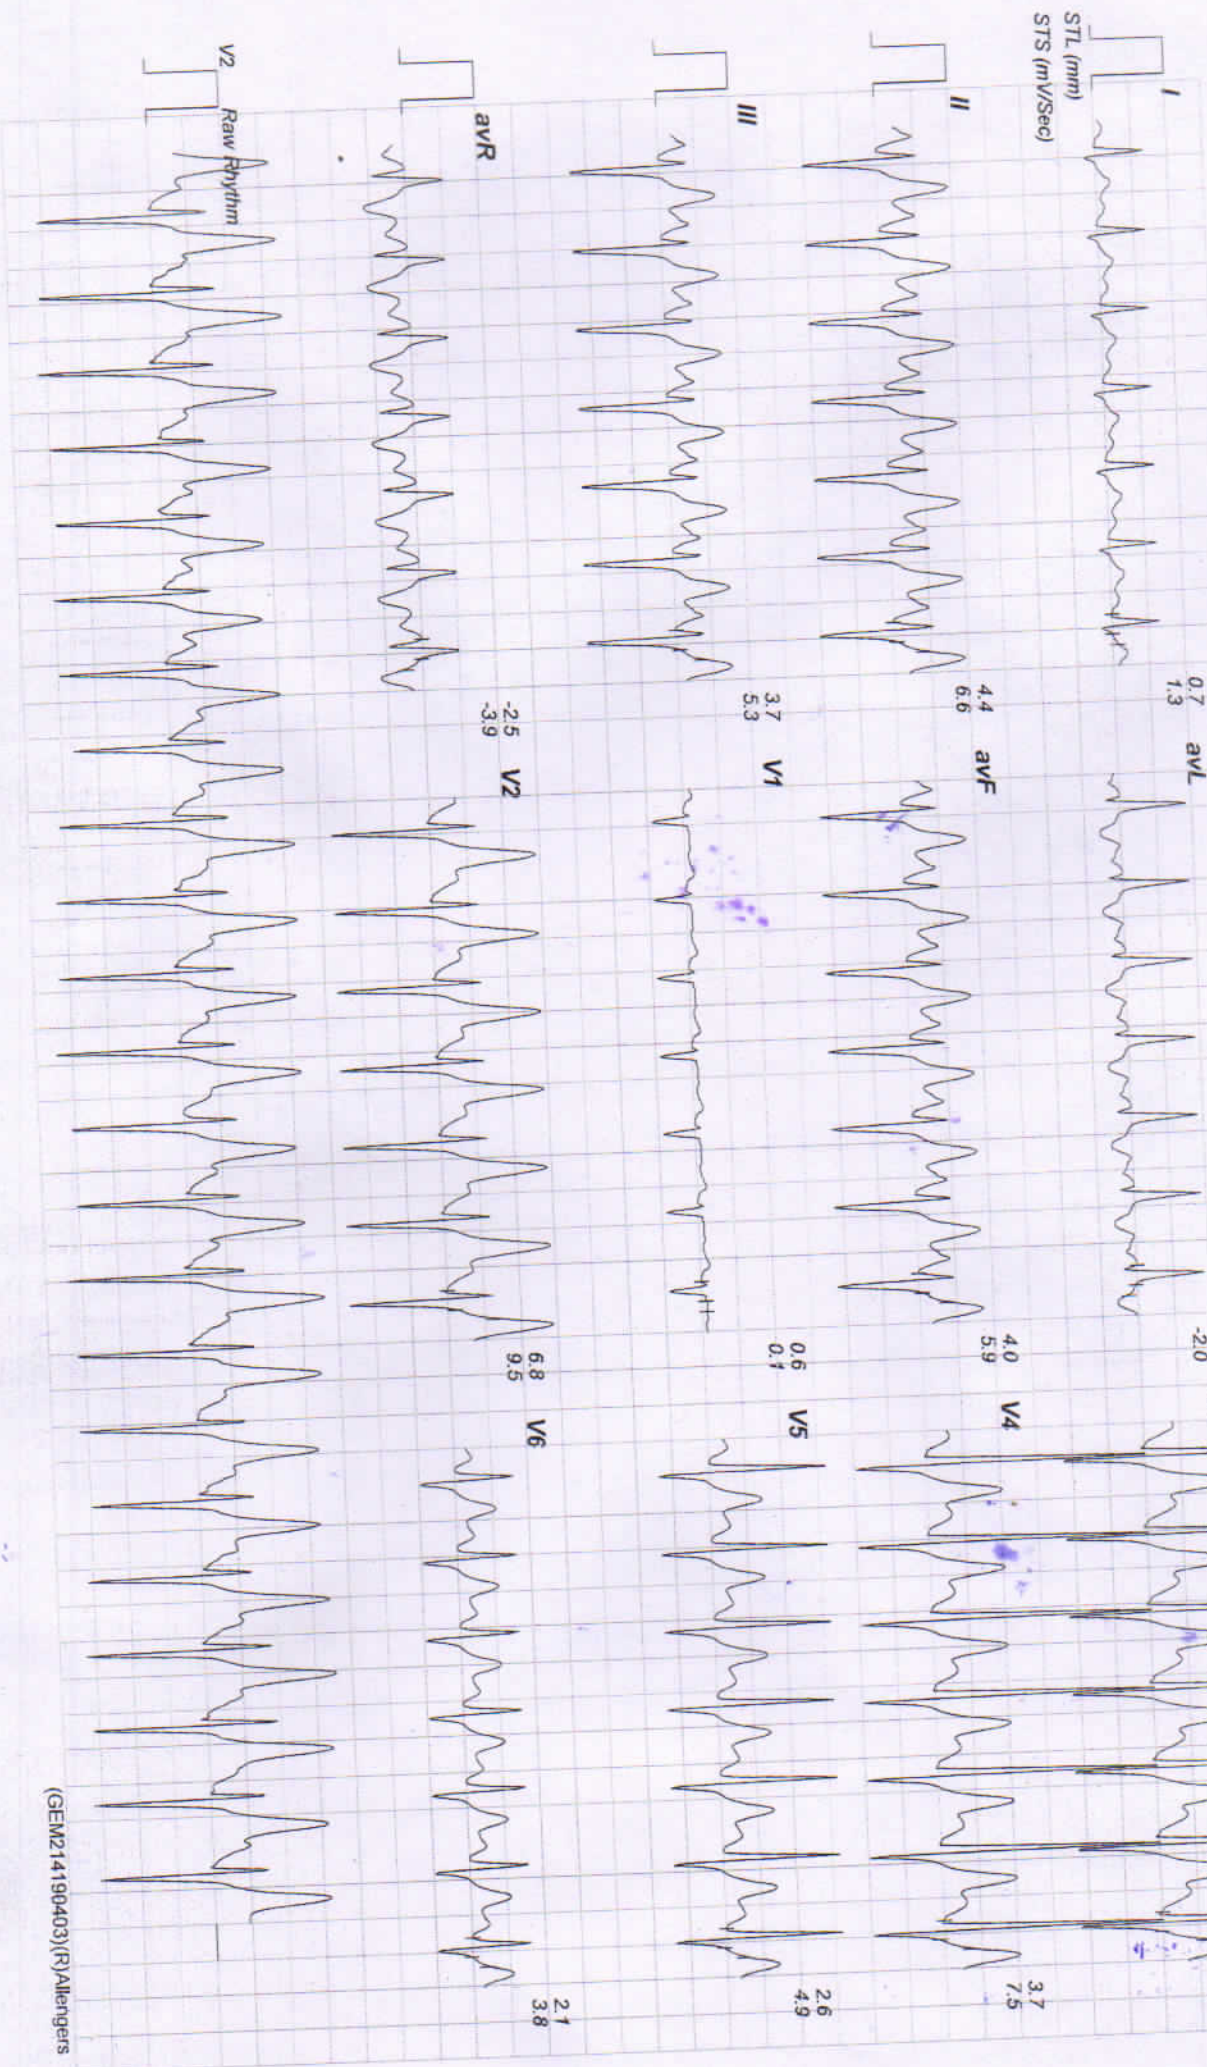 I
avL
STL (mm) 0.7 -2.0
STS (mV/Sec) 1.3
II
avF
V4
4.4 4.0 3.7
6.6 5.9 7.5
III
V1
V5
3.7 0.6 2.6
5.3 0.1 4.9
avR
V2
V6
-2.5 6.8 2.1
-3.9 9.5 3.8
V2 Raw Rhythm
(GEM214190403)(R)Allengers